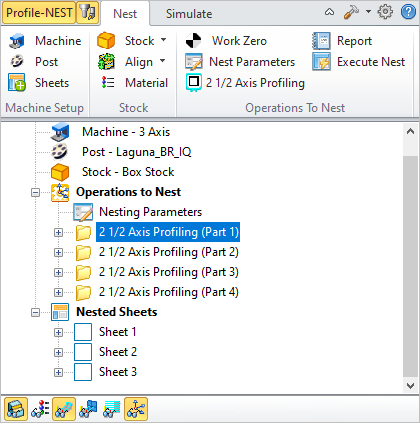 Profile-NEST Nest Simulate
Machine Stock Work Zero Report
Post Align Nest Parameters Execute Nest
Sheets Material 2 1/2 Axis Profiling
Machine Setup Stock Operations To Nest
Machine - 3 Axis
Post - Laguna_BR_IQ
Stock - Box Stock
Operations to Nest
Nesting Parameters
2 1/2 Axis Profiling (Part 1)
2 1/2 Axis Profiling (Part 2)
2 1/2 Axis Profiling (Part 3)
2 1/2 Axis Profiling (Part 4)
Nested Sheets
Sheet 1
Sheet 2
Sheet 3